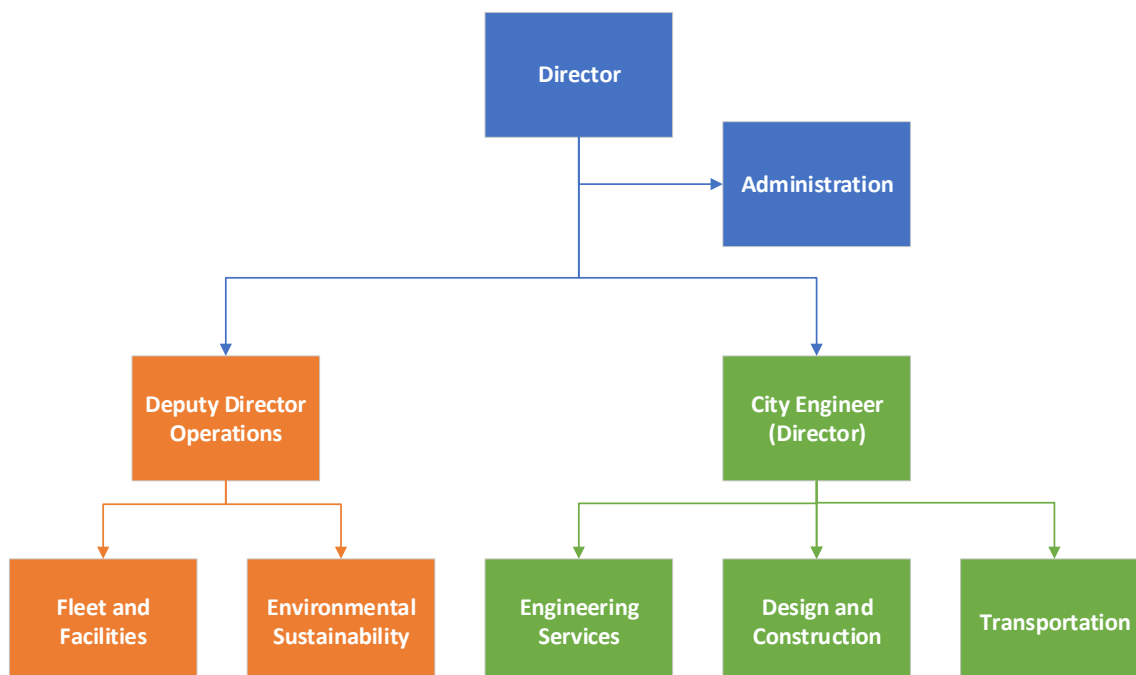 Director
Administration
Deputy Director
Operations
City Engineer
(Director)
Fleet and
Facilities
Environmental
Sustainability
Engineering
Services
Design and
Construction
Transportation